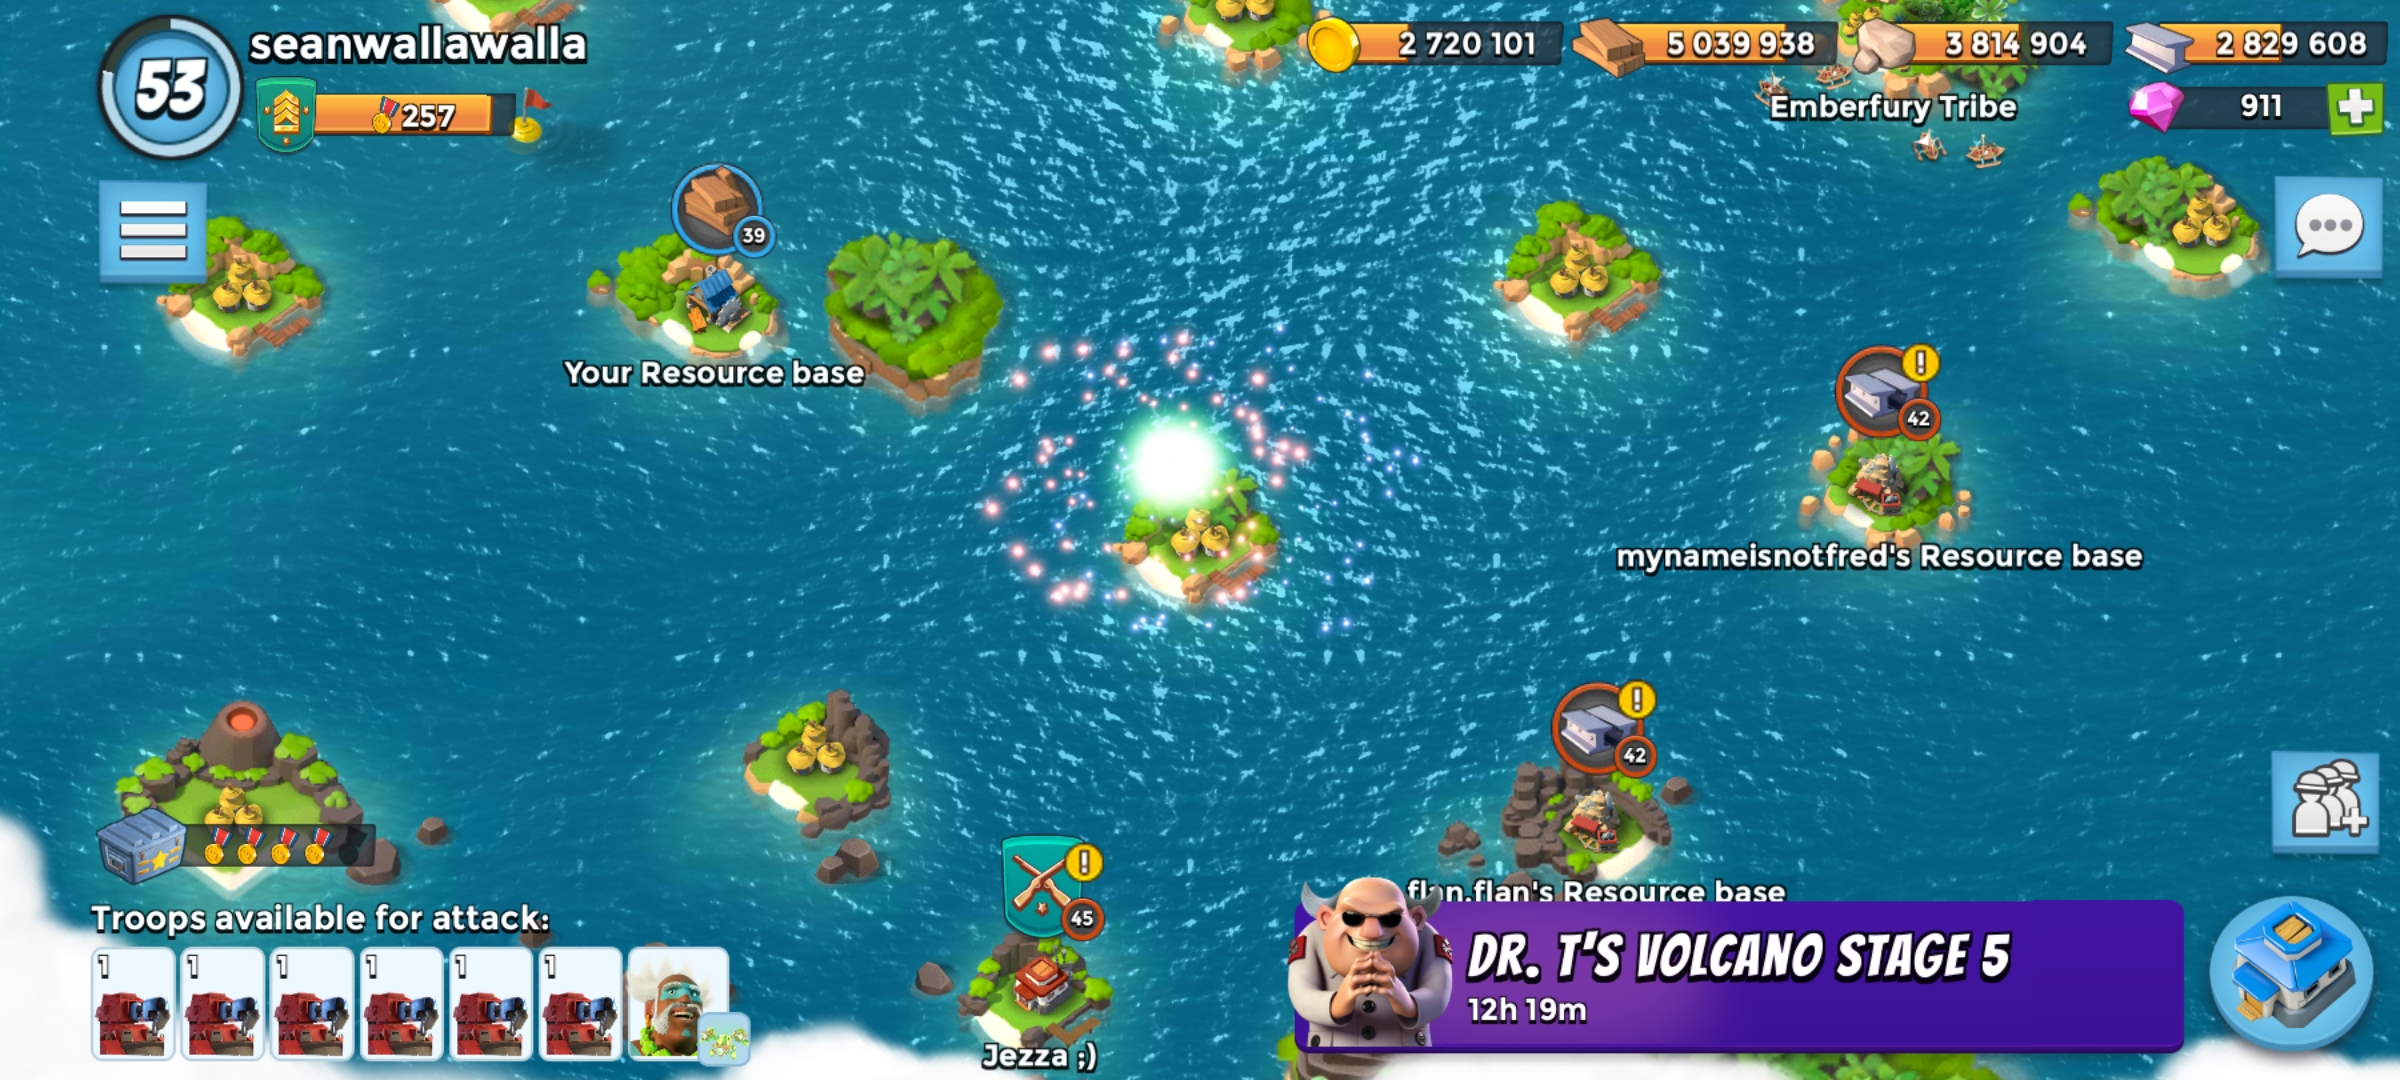 53
seanwallawalla
257
2 720 101
5 039 938
3 814 904
2 829 608
911
Emberfury Tribe
39
Your Resource base
!
42
mynameisnotfred's Resource base
!
42
flan.flan's Resource base
!
45
Jezza ;)
Troops available for attack:
1 1 1 1 1 1
DR. T'S VOLCANO STAGE 5
12h 19m